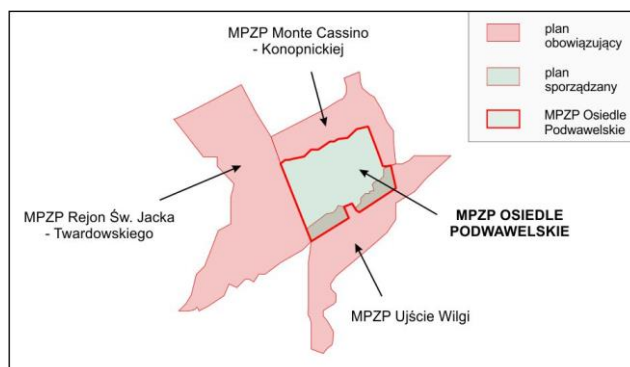 MPZP Monte Cassino
- Konopnickiej
plan
obowiązujący
plan
sporządzany
MPZP Osiedle
Podwawelskie
MPZP Rejon Św. Jacka
- Twardowskiego
MPZP OSIEDLE
PODWAWELSKIE
MPZP Ujście Wilgi